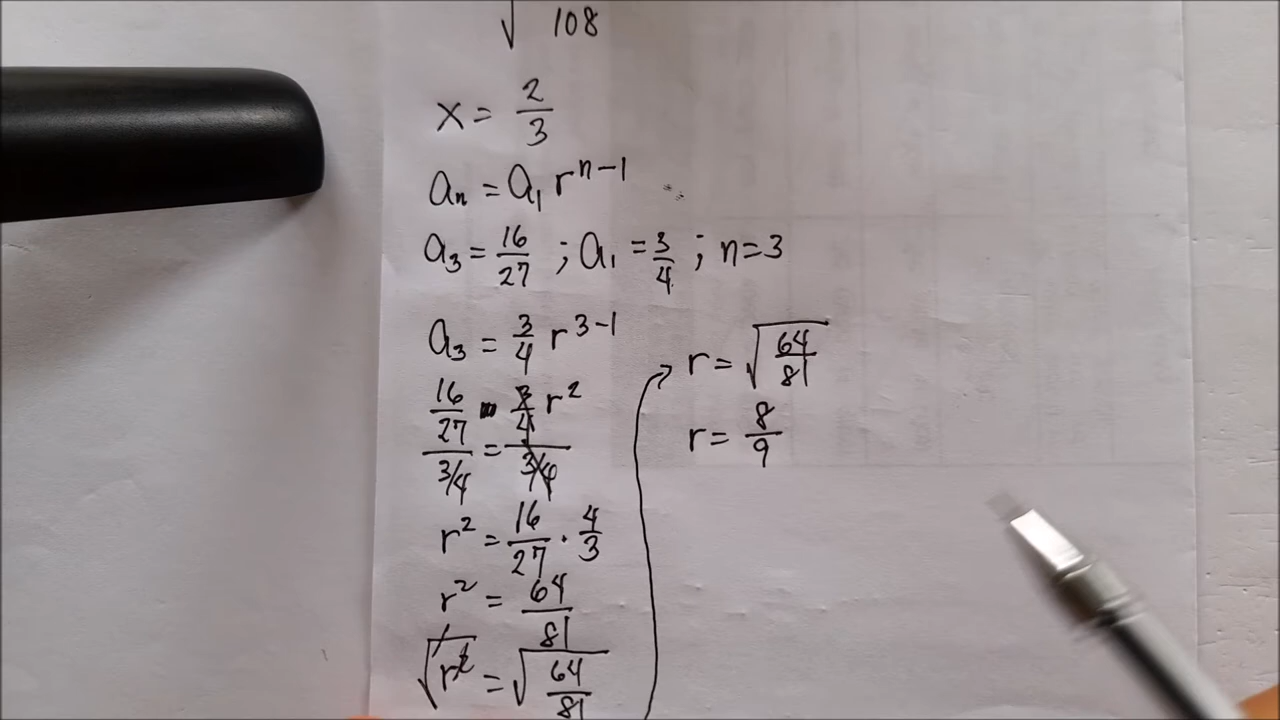 √ 108
x = 2/3
aₙ = a₁ rⁿ⁻¹
a₃ = 16/27 ; a₁ = 3/4 ; n = 3
a₃ = 3/4 r³⁻¹
16/27 = 3/4 r²
3/4 = 3/4
r² = 16/27 · 4/3
r² = 64/81
√r² = √64/81
r = √64/81
r = 8/9